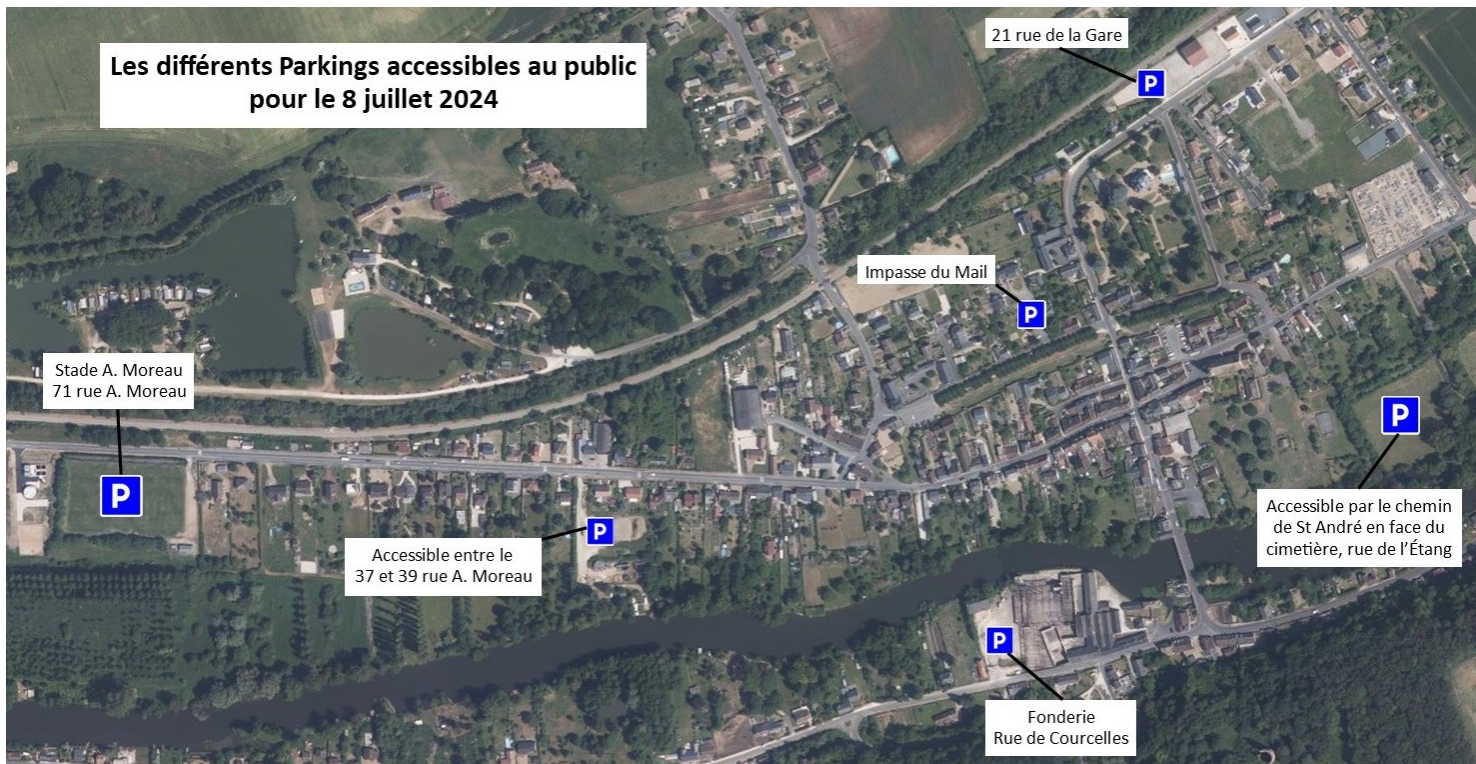 Les différents Parkings accessibles au public
pour le 8 juillet 2024
21 rue de la Gare
P
Impasse du Mail
P
Stade A. Moreau
71 rue A. Moreau
P
P
Accessible par le chemin
de St André en face du
cimetière, rue de l’Étang
P
Accessible entre le
37 et 39 rue A. Moreau
P
Fonderie
Rue de Courcelles